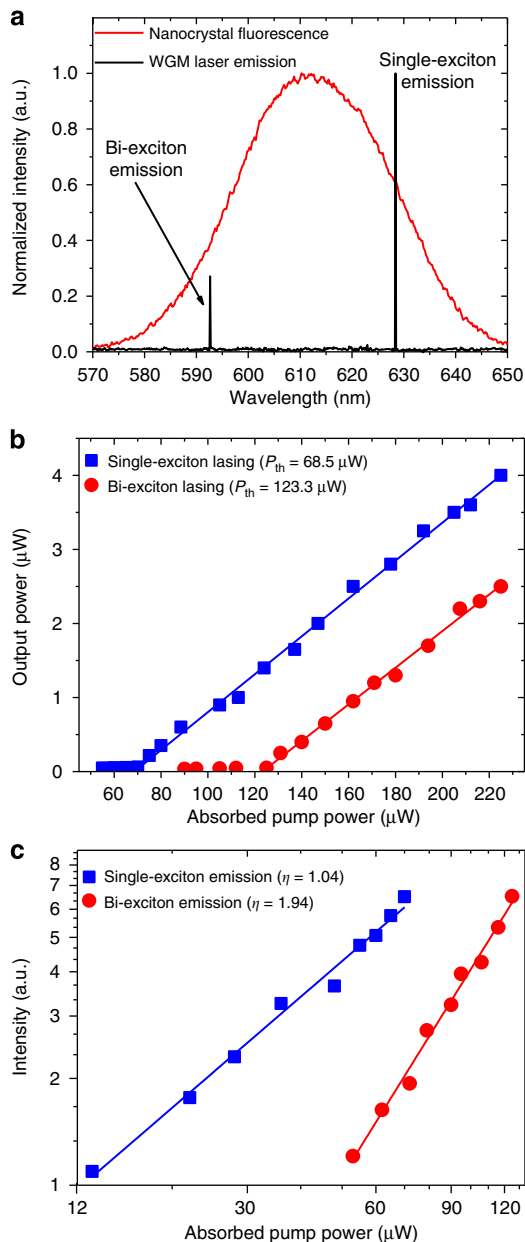 a
Nanocrystal fluorescence
WGM laser emission
Single-exciton
emission
Bi-exciton
emission
Normalized intensity (a.u.)
1.0
0.8
0.6
0.4
0.2
0.0
570 580 590 600 610 620 630 640 650
Wavelength (nm)
b
Single-exciton lasing (P_th = 68.5 μW)
Bi-exciton lasing (P_th = 123.3 μW)
Output power (μW)
4
3
2
1
0
60 80 100 120 140 160 180 200 220
Absorbed pump power (μW)
c
Single-exciton emission (η = 1.04)
Bi-exciton emission (η = 1.94)
Intensity (a.u.)
8
7
6
5
4
3
2
1
12 30 60 90 120
Absorbed pump power (μW)